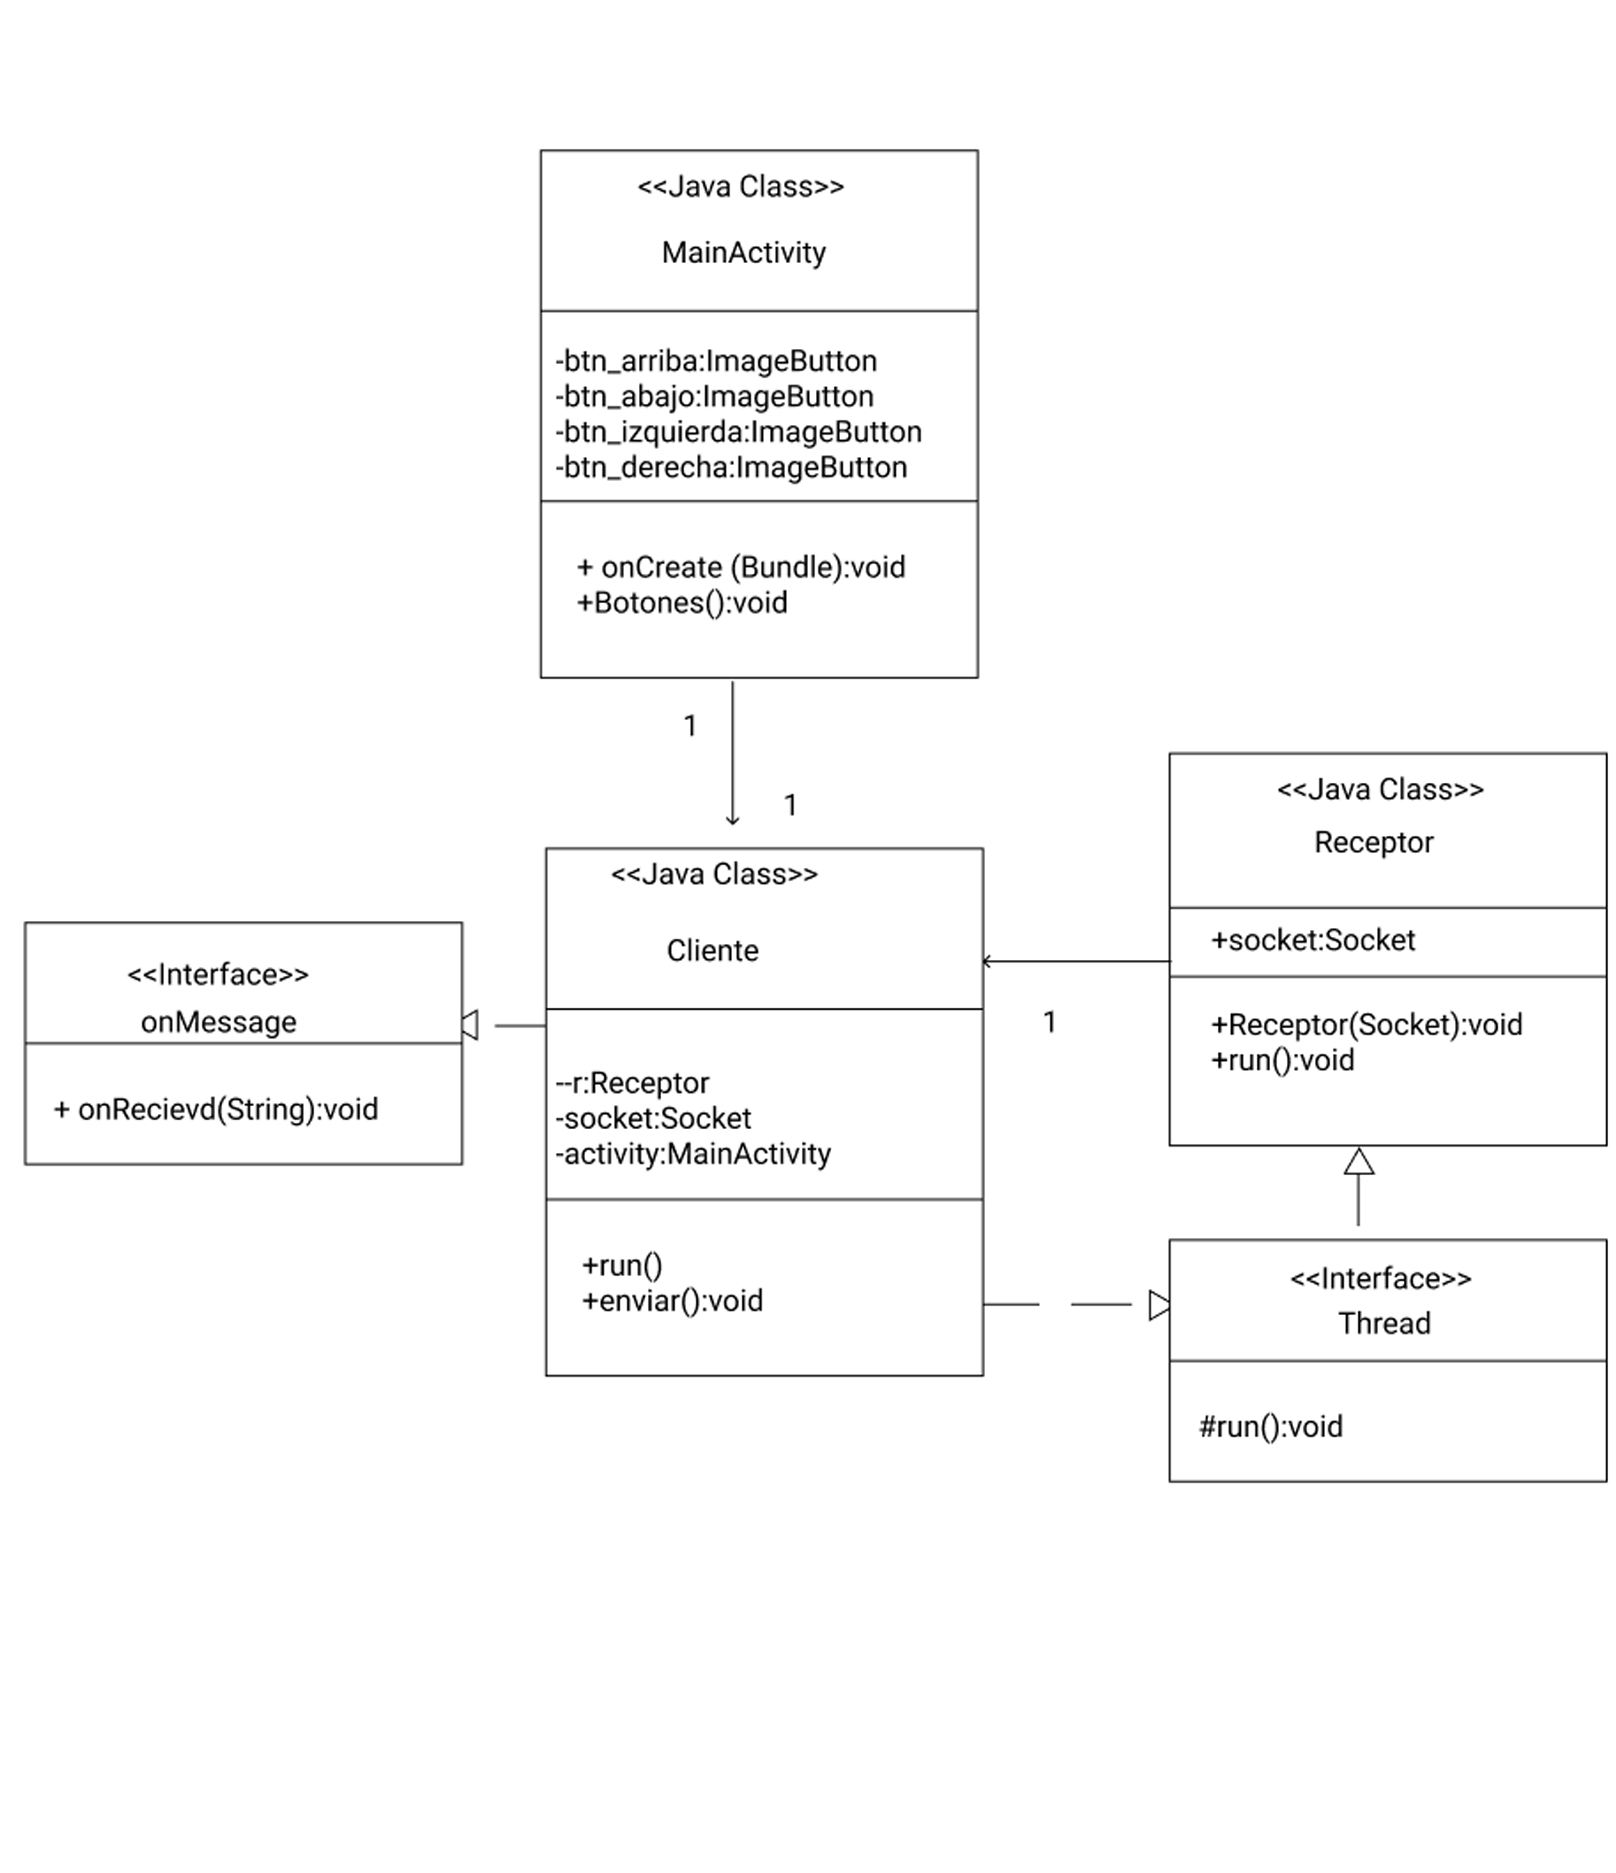 <<Java Class>>
MainActivity
-btn_arriba:ImageButton
-btn_abajo:ImageButton
-btn_izquierda:ImageButton
-btn_derecha:ImageButton
+ onCreate (Bundle):void
+Botones():void
1
1
<<Java Class>>
Cliente
--r:Receptor
-socket:Socket
-activity:MainActivity
+run()
+enviar():void
<<Interface>>
onMessage
+ onRecievd(String):void
1
<<Java Class>>
Receptor
+socket:Socket
+Receptor(Socket):void
+run():void
<<Interface>>
Thread
#run():void